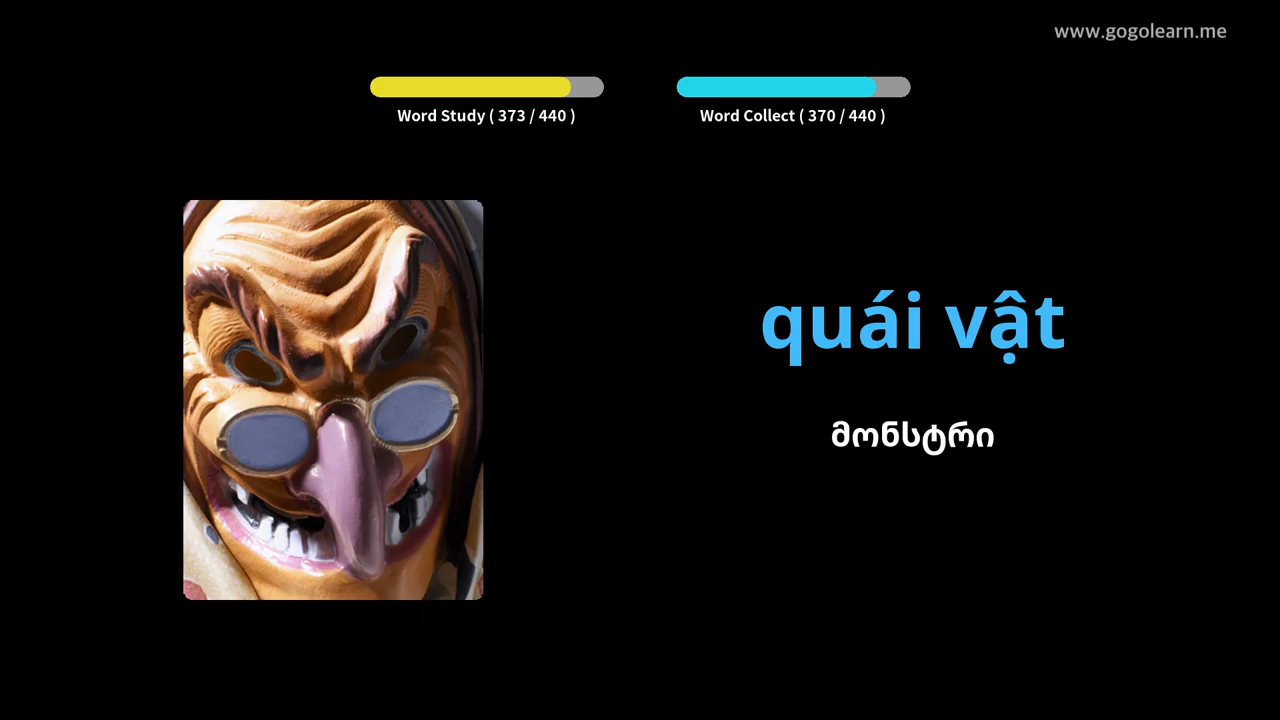 www.gogolearn.me
Word Study ( 373 / 440 )
Word Collect ( 370 / 440 )
quái vật
მონსტრი